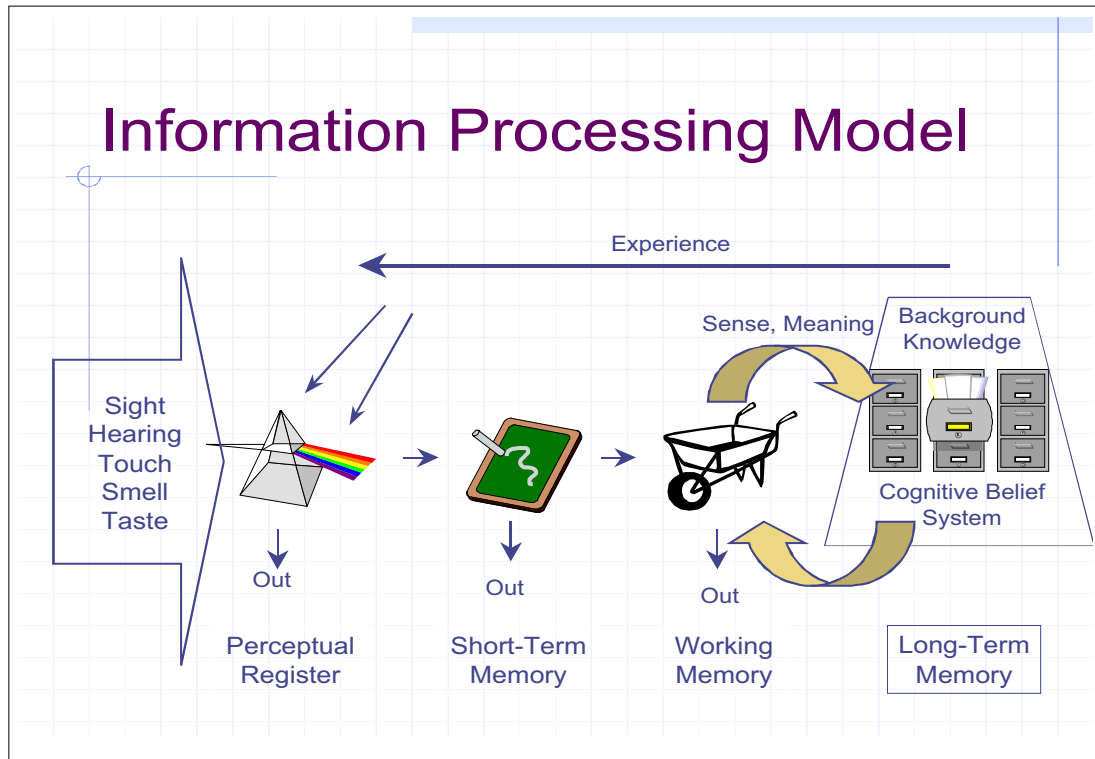 Information Processing Model
Experience
Sense, Meaning
Background
Knowledge
Sight
Hearing
Touch
Smell
Taste
Cognitive Belief
System
Out
Out
Out
Perceptual
Register
Short-Term
Memory
Working
Memory
Long-Term
Memory